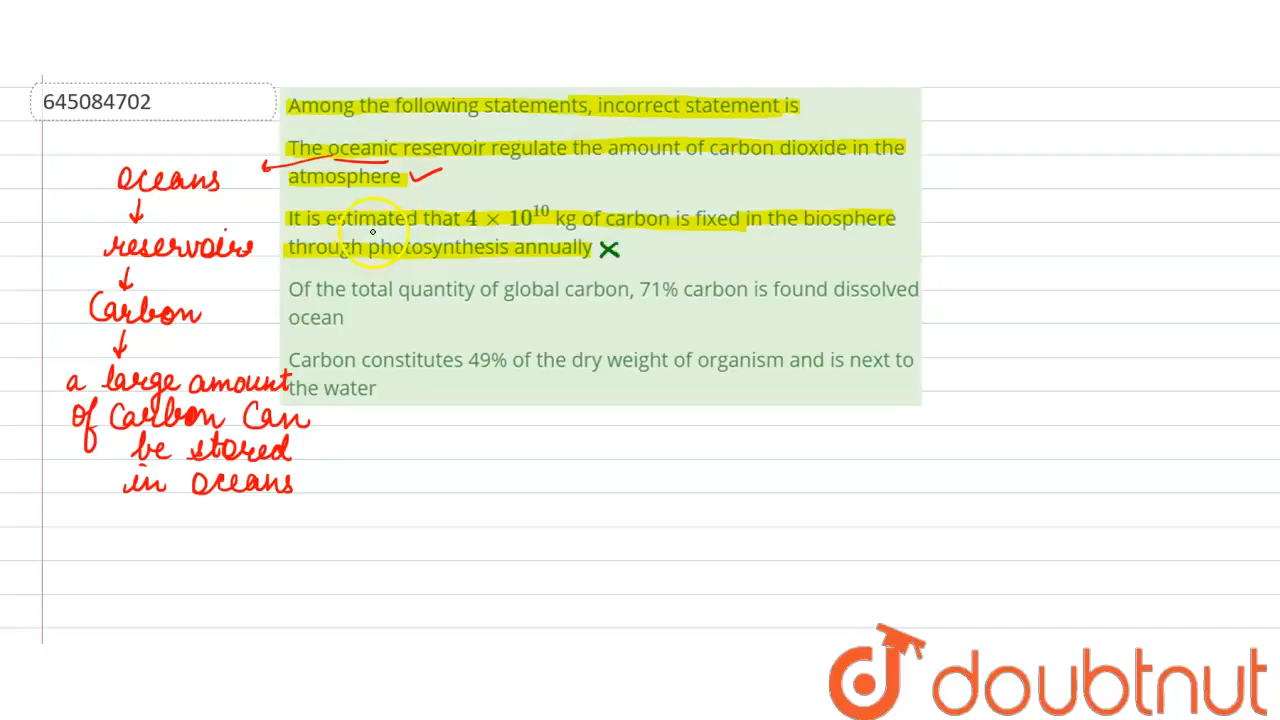 645084702
Among the following statements, incorrect statement is
The oceanic reservoir regulate the amount of carbon dioxide in the
atmosphere
It is estimated that 4 × 10¹⁰ kg of carbon is fixed in the biosphere
through photosynthesis annually
Of the total quantity of global carbon, 71% carbon is found dissolved
ocean
Carbon constitutes 49% of the dry weight of organism and is next to
the water
oceans
reservoirs
Carbon
a large amount
of Carbon Can
be stored
in oceans
doubtnut